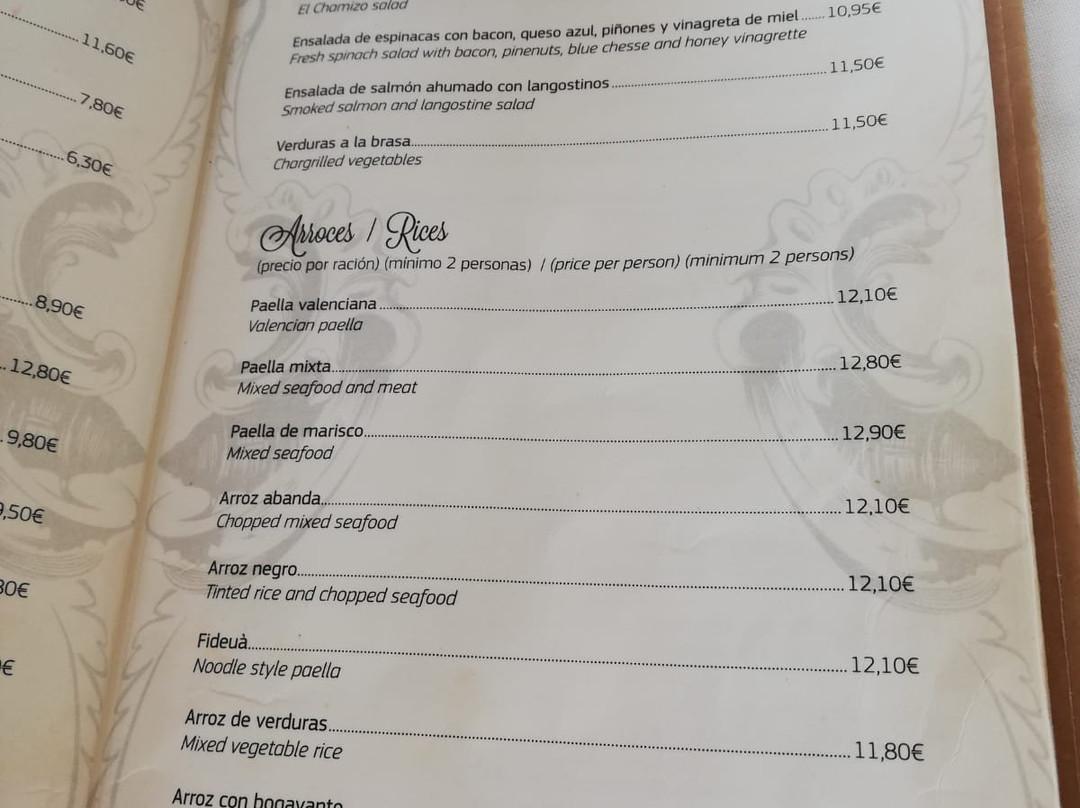 11,60€
7,80€
6,30€
8,90€
12,80€
9,80€
,50€
€
El Chamizo salad
Ensalada de espinacas con bacon, queso azul, piñones y vinagreta de miel ...... 10,95€
Fresh spinach salad with bacon, pinenuts, blue chesse and honey vinagrette
Ensalada de salmón ahumado con langostinos ...... 11,50€
Smoked salmon and langostine salad
Verduras a la brasa ...... 11,50€
Chargrilled vegetables
Arroces / Rices
(precio por ración) (mínimo 2 personas) / (price per person) (minimum 2 persons)
Paella valenciana ...... 12,10€
Valencian paella
Paella mixta ...... 12,80€
Mixed seafood and meat
Paella de marisco ...... 12,90€
Mixed seafood
Arroz abanda ...... 12,10€
Chopped mixed seafood
Arroz negro ...... 12,10€
Tinted rice and chopped seafood
Fideuà ...... 12,10€
Noodle style paella
Arroz de verduras ...... 11,80€
Mixed vegetable rice
Arroz con bogavante